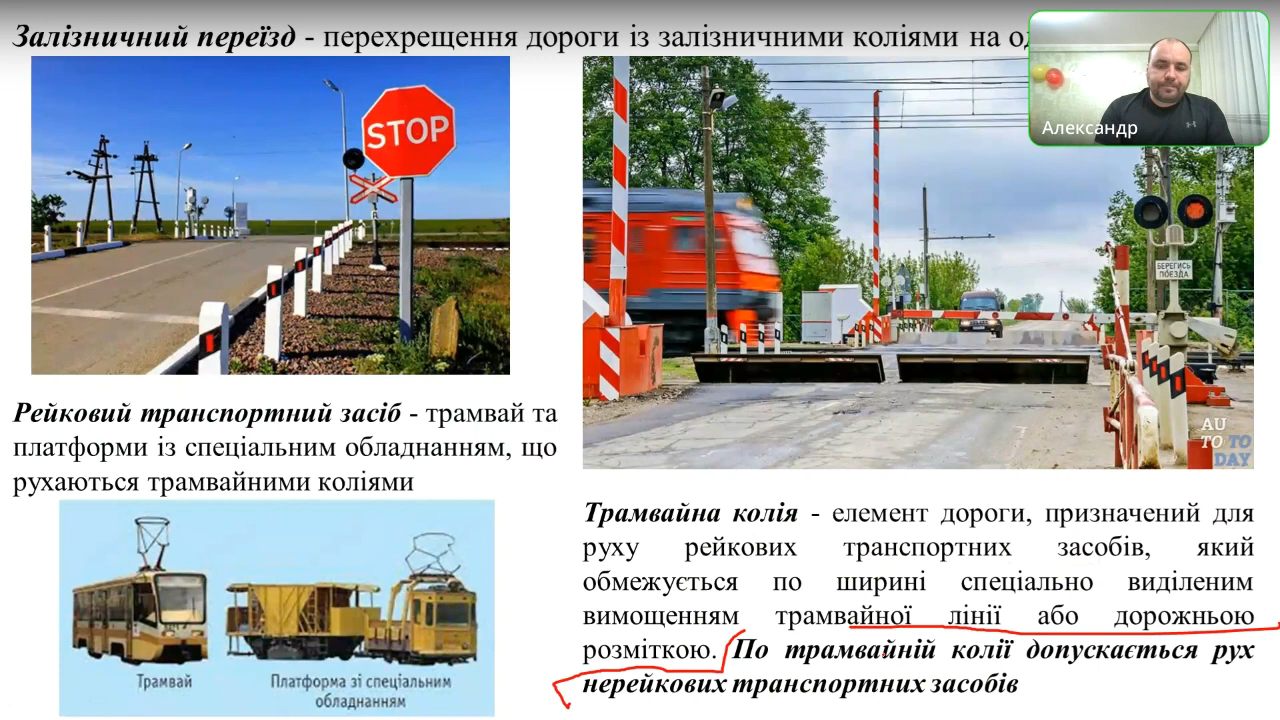 Залізничний переїзд - перехрещення дороги із залізничними коліями на
Александр
STOP
БЕРЕГИСЬ
ПОЕЗДА
AU
TO TO
DAY
Рейковий транспортний засіб - трамвай та
платформи із спеціальним обладнанням, що
рухаються трамвайними коліями
Трамвай
Платформа зі спеціальним
обладнанням
Трамвайна колія - елемент дороги, призначений для
руху рейкових транспортних засобів, який
обмежується по ширині спеціально виділеним
вимощенням трамвайної лінії або дорожньою
розміткою. По трамвайній колії допускається рух
нерейкових транспортних засобів